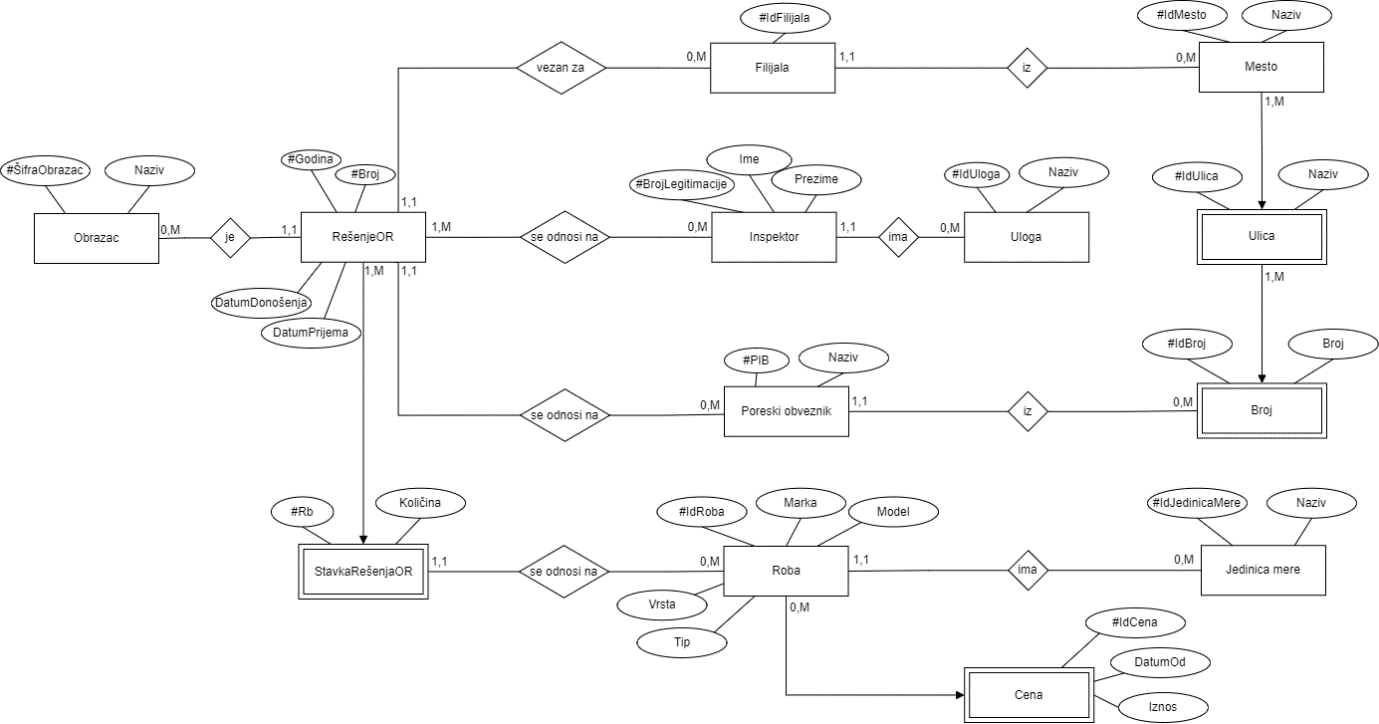 #IdFilijala
#IdMesto
Naziv
0,M
Filijala
1,1
vezan za
iz
0,M
Mesto
1,M
#ŠifraObrazac
Naziv
#Godina
#Broj
1,1
#BrojLegitimacije
Ime
Prezime
#IdUloga
Naziv
#IdUlica
Naziv
Obrazac
0,M
je
1,1
RešenjeOR
1,M
se odnosi na
0,M
Inspektor
1,1
ima
0,M
Uloga
Ulica
1,M
1,1
1,M
DatumDonošenja
DatumPrijema
#PIB
Naziv
#IdBroj
Broj
se odnosi na
0,M
Poreski obveznik
1,1
iz
0,M
Broj
#Rb
Količina
#IdRoba
Marka
Model
#IdJedinicaMere
Naziv
StavkaRešenjaOR
1,1
se odnosi na
0,M
Roba
1,1
ima
0,M
Jedinica mere
Vrsta
0,M
Tip
#IdCena
DatumOd
Cena
Iznos